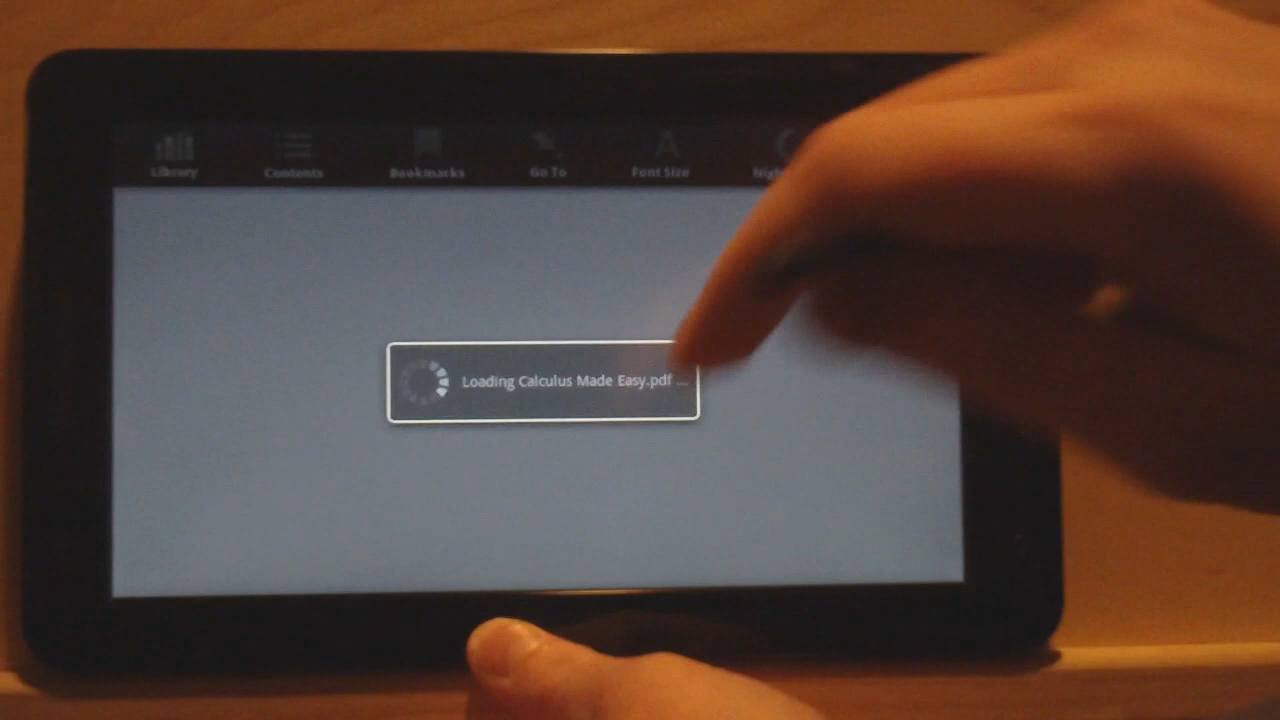 Library
Contents
Bookmarks
Go To
Font Size
Loading Calculus Made Easy.pdf ...